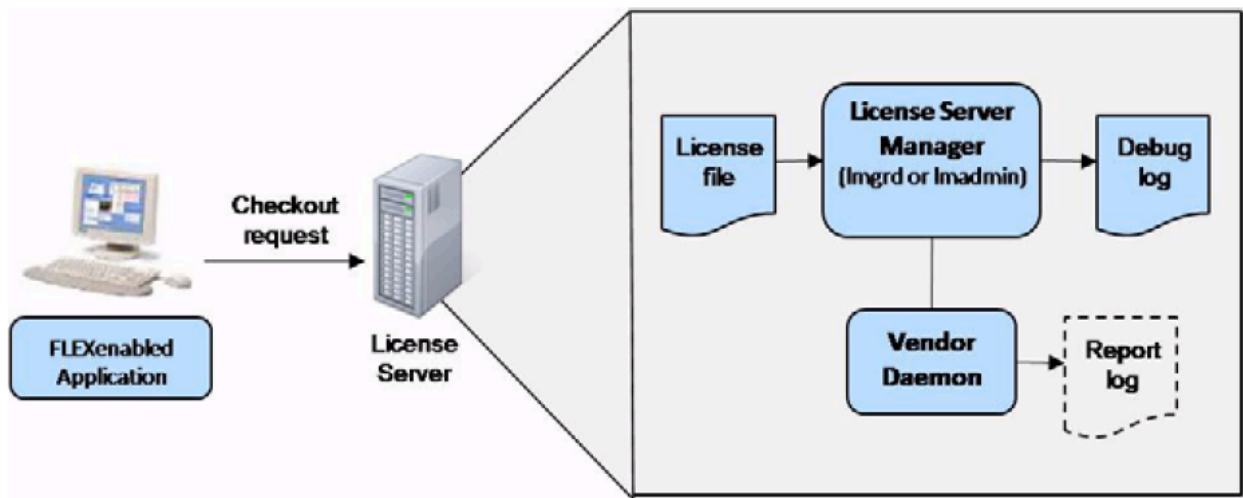 FLEXenabled
Application
Checkout
request
License
Server
License
file
License Server
Manager
(lmgrd or lmadmin)
Debug
log
Vendor
Daemon
Report
log